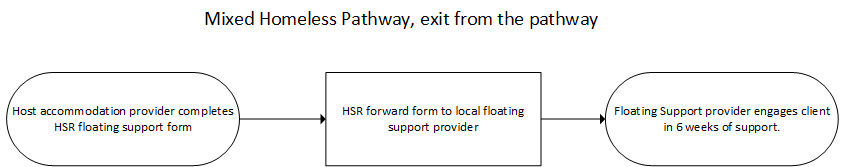 Mixed Homeless Pathway, exit from the pathway
Host accommodation provider completes
HSR floating support form
HSR forward form to local floating
support provider
Floating Support provider engages client
in 6 weeks of support.